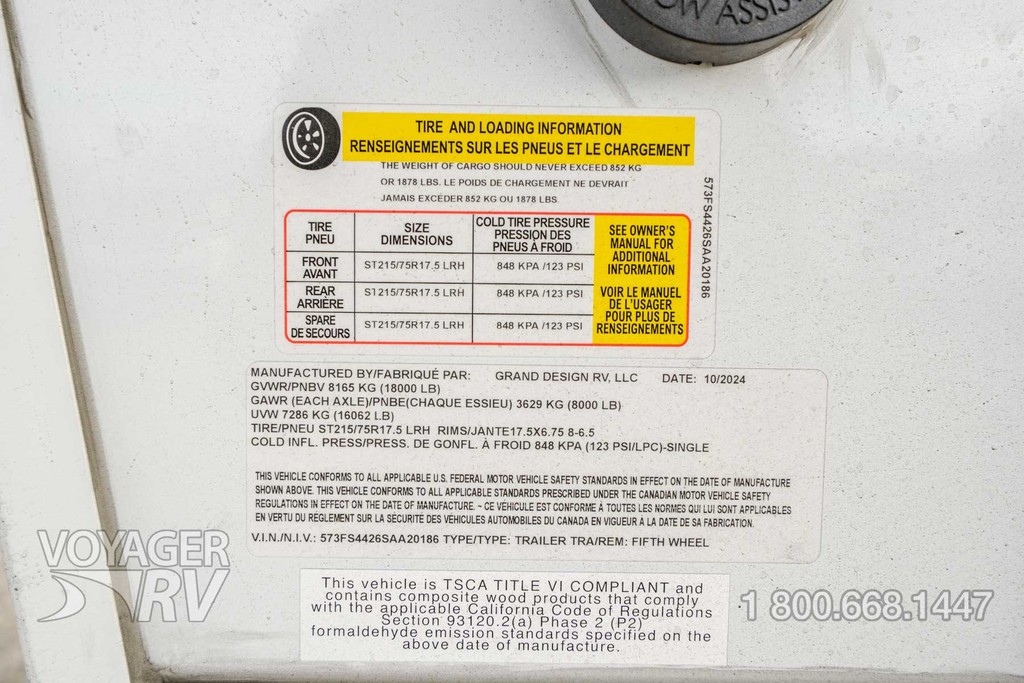 OW ASSIS
TIRE AND LOADING INFORMATION
RENSEIGNEMENTS SUR LES PNEUS ET LE CHARGEMENT
THE WEIGHT OF CARGO SHOULD NEVER EXCEED 852 KG
OR 1878 LBS. LE POIDS DE CHARGEMENT NE DEVRAIT
JAMAIS EXCÉDER 852 KG OU 1878 LBS.
TIRE
PNEU
SIZE
DIMENSIONS
COLD TIRE PRESSURE
PRESSION DES
PNEUS À FROID
FRONT
AVANT
ST215/75R17.5 LRH
848 KPA /123 PSI
REAR
ARRIÈRE
ST215/75R17.5 LRH
848 KPA /123 PSI
SPARE
DE SECOURS
ST215/75R17.5 LRH
848 KPA /123 PSI
SEE OWNER'S
MANUAL FOR
ADDITIONAL
INFORMATION
VOIR LE MANUEL
DE L'USAGER
POUR PLUS DE
RENSEIGNEMENTS
573FS4426SAA20186
MANUFACTURED BY/FABRIQUÉ PAR: GRAND DESIGN RV, LLC DATE: 10/2024
GVWR/PNBV 8165 KG (18000 LB)
GAWR (EACH AXLE)/PNBE(CHAQUE ESSIEU) 3629 KG (8000 LB)
UVW 7286 KG (16062 LB)
TIRE/PNEU ST215/75R17.5 LRH RIMS/JANTE17.5X6.75 8-6.5
COLD INFL. PRESS/PRESS. DE GONFL. À FROID 848 KPA (123 PSI/LPC)-SINGLE
THIS VEHICLE CONFORMS TO ALL APPLICABLE U.S. FEDERAL MOTOR VEHICLE SAFETY STANDARDS IN EFFECT ON THE DATE OF MANUFACTURE
SHOWN ABOVE. THIS VEHICLE CONFORMS TO ALL APPLICABLE STANDARDS PRESCRIBED UNDER THE CANADIAN MOTOR VEHICLE SAFETY
REGULATIONS IN EFFECT ON THE DATE OF MANUFACTURE. ~ CE VÉHICULE EST CONFORME À TOUTES LES NORMES QUI LUI SONT APPLICABLES
EN VERTU DU RÈGLEMENT SUR LA SÉCURITÉ DES VÉHICULES AUTOMOBILES DU CANADA EN VIGUEUR À LA DATE DE SA FABRICATION.
V.I.N./N.I.V.: 573FS4426SAA20186 TYPE/TYPE: TRAILER TRA/REM: FIFTH WHEEL
This vehicle is TSCA TITLE VI COMPLIANT and
contains composite wood products that comply
with the applicable California Code of Regulations
Section 93120.2(a) Phase 2 (P2)
formaldehyde emission standards specified on the
above date of manufacture.
VOYAGER
RV
1 800.668.1447